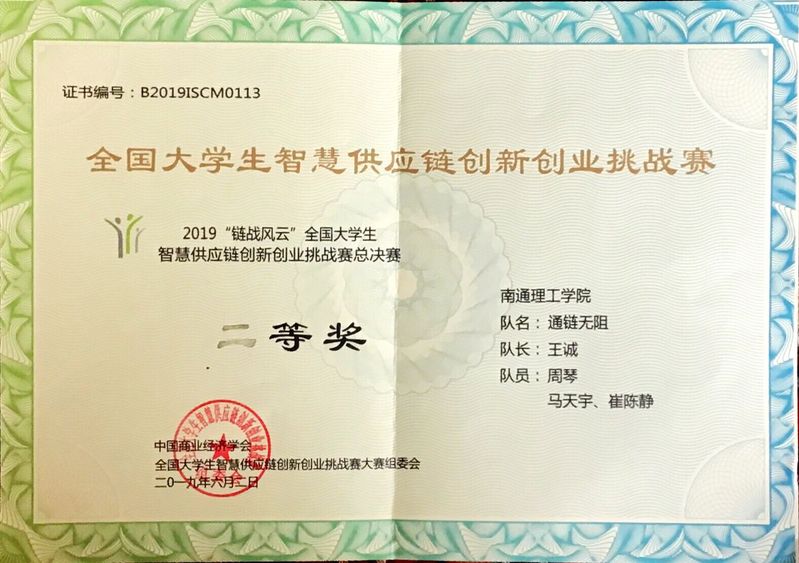 证书编号：B2019ISCM0113
全国大学生智慧供应链创新创业挑战赛
2019“链战风云”全国大学生
智慧供应链创新创业挑战赛总决赛
二等奖
南通理工学院
队名：通链无阻
队长：王诚
队员：周琴
马天宇、崔陈静
中国商业经济学会
全国大学生智慧供应链创新创业挑战赛大赛组委会
二〇一九年六月二日
组委会